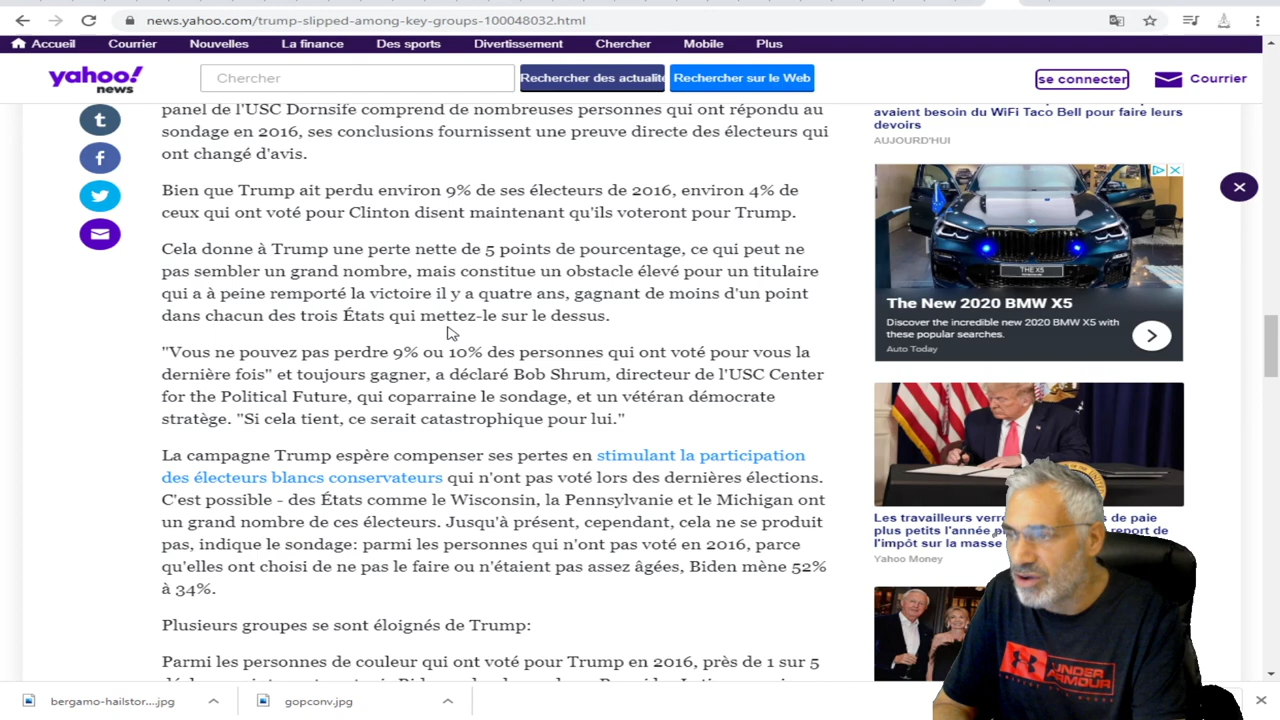 news.yahoo.com/trump-slipped-among-key-groups-100048032.html
Accueil Courrier Nouvelles La finance Des sports Divertissement Chercher Mobile Plus
yahoo!
news
Chercher
Rechercher des actualité
Rechercher sur le Web
se connecter
Courrier
panel de l'USC Dornsife comprend de nombreuses personnes qui ont répondu au
sondage en 2016, ses conclusions fournissent une preuve directe des électeurs qui
ont changé d'avis.
Bien que Trump ait perdu environ 9% de ses électeurs de 2016, environ 4% de
ceux qui ont voté pour Clinton disent maintenant qu'ils voteront pour Trump.
Cela donne à Trump une perte nette de 5 points de pourcentage, ce qui peut ne
pas sembler un grand nombre, mais constitue un obstacle élevé pour un titulaire
qui a à peine remporté la victoire il y a quatre ans, gagnant de moins d'un point
dans chacun des trois États qui mettez-le sur le dessus.
"Vous ne pouvez pas perdre 9% ou 10% des personnes qui ont voté pour vous la
dernière fois" et toujours gagner, a déclaré Bob Shrum, directeur de l'USC Center
for the Political Future, qui coparraine le sondage, et un vétéran démocrate
stratège. "Si cela tient, ce serait catastrophique pour lui."
La campagne Trump espère compenser ses pertes en stimulant la participation
des électeurs blancs conservateurs qui n'ont pas voté lors des dernières élections.
C'est possible - des États comme le Wisconsin, la Pennsylvanie et le Michigan ont
un grand nombre de ces électeurs. Jusqu'à présent, cependant, cela ne se produit
pas, indique le sondage: parmi les personnes qui n'ont pas voté en 2016, parce
qu'elles ont choisi de ne pas le faire ou n'étaient pas assez âgées, Biden mène 52%
à 34%.
Plusieurs groupes se sont éloignés de Trump:
Parmi les personnes de couleur qui ont voté pour Trump en 2016, près de 1 sur 5
avaient besoin du WiFi Taco Bell pour faire leurs
devoirs
AUJOURD'HUI
THE X5
The New 2020 BMW X5
Discover the incredible new 2020 BMW X5 with
these popular searches.
Auto Today
Les travailleurs verro s de paie
plus petits l'année p report de
l'impôt sur la masse
Yahoo Money
UNDER
ARMOUR
bergamo-hailstor....jpg
gopconv.jpg